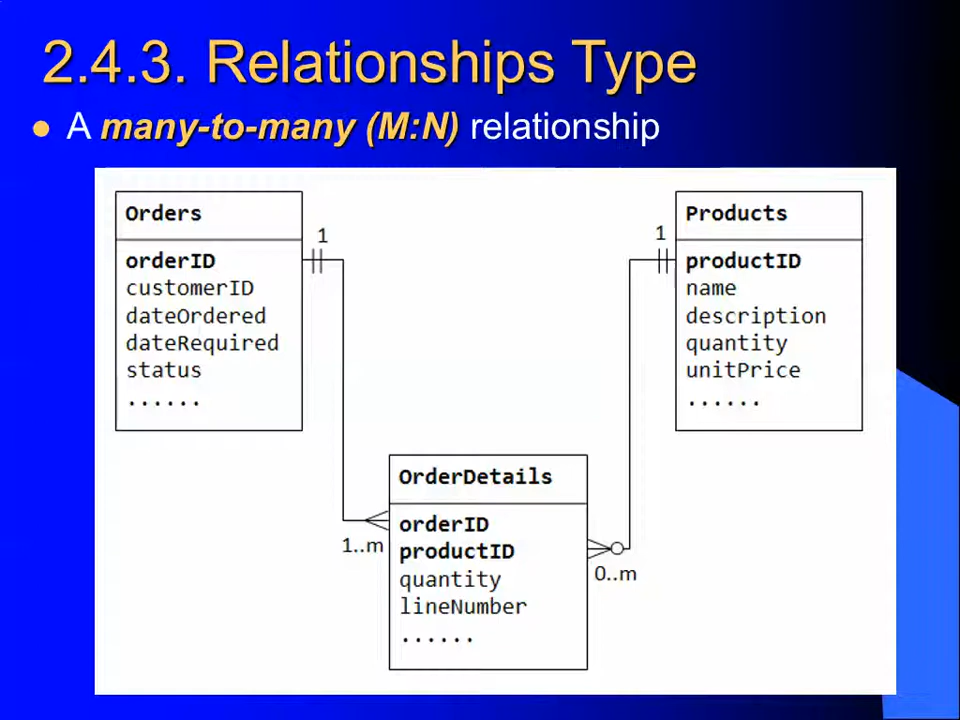 2.4.3. Relationships Type
● A many-to-many (M:N) relationship
Orders
orderID
customerID
dateOrdered
dateRequired
status
......
1
1
Products
productID
name
description
quantity
unitPrice
......
OrderDetails
orderID
productID
quantity
lineNumber
......
1..m
0..m